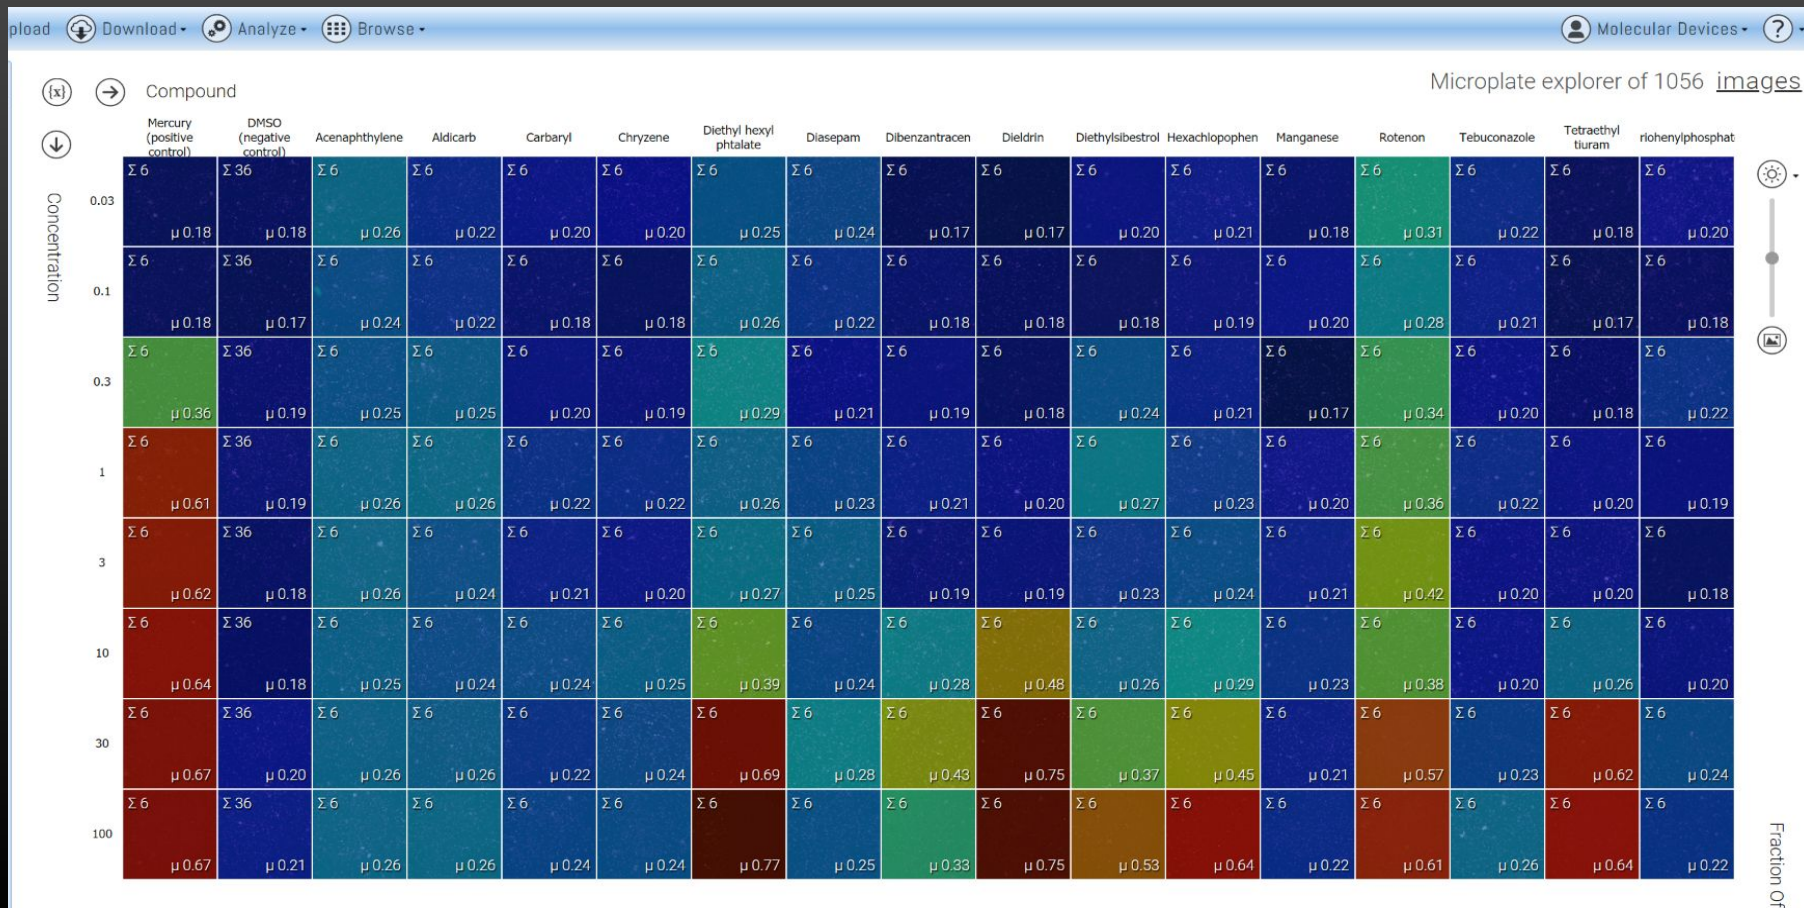 pload Download Analyze Browse Molecular Devices ?
{x} Compound Microplate explorer of 1056 images
Mercury (positive control) DMSO (negative control) Acenaphthylene Aldicarb Carbaryl Chryzene Diethyl hexyl phtalate Diasepam Dibenzantracen Dieldrin Diethylsibestrol Hexachlopophen Manganese Rotenon Tebuconazole Tetraethyl tiuram riohenylphosphat
Concentration
Σ 6 Σ 36 Σ 6 Σ 6 Σ 6 Σ 6 Σ 6 Σ 6 Σ 6 Σ 6 Σ 6 Σ 6 Σ 6 Σ 6 Σ 6 Σ 6 Σ 6
0.03
μ 0.18 μ 0.18 μ 0.26 μ 0.22 μ 0.20 μ 0.20 μ 0.25 μ 0.24 μ 0.17 μ 0.17 μ 0.20 μ 0.21 μ 0.18 μ 0.31 μ 0.22 μ 0.18 μ 0.20
Σ 6 Σ 36 Σ 6 Σ 6 Σ 6 Σ 6 Σ 6 Σ 6 Σ 6 Σ 6 Σ 6 Σ 6 Σ 6 Σ 6 Σ 6 Σ 6 Σ 6
0.1
μ 0.18 μ 0.17 μ 0.24 μ 0.22 μ 0.18 μ 0.18 μ 0.26 μ 0.22 μ 0.18 μ 0.18 μ 0.18 μ 0.19 μ 0.20 μ 0.28 μ 0.21 μ 0.17 μ 0.18
Σ 6 Σ 36 Σ 6 Σ 6 Σ 6 Σ 6 Σ 6 Σ 6 Σ 6 Σ 6 Σ 6 Σ 6 Σ 6 Σ 6 Σ 6 Σ 6 Σ 6
0.3
μ 0.36 μ 0.19 μ 0.25 μ 0.25 μ 0.20 μ 0.19 μ 0.29 μ 0.21 μ 0.19 μ 0.18 μ 0.24 μ 0.21 μ 0.17 μ 0.34 μ 0.20 μ 0.18 μ 0.22
Σ 6 Σ 36 Σ 6 Σ 6 Σ 6 Σ 6 Σ 6 Σ 6 Σ 6 Σ 6 Σ 6 Σ 6 Σ 6 Σ 6 Σ 6 Σ 6 Σ 6
1
μ 0.61 μ 0.19 μ 0.26 μ 0.26 μ 0.22 μ 0.22 μ 0.26 μ 0.23 μ 0.21 μ 0.20 μ 0.27 μ 0.23 μ 0.20 μ 0.36 μ 0.22 μ 0.20 μ 0.19
Σ 6 Σ 36 Σ 6 Σ 6 Σ 6 Σ 6 Σ 6 Σ 6 Σ 6 Σ 6 Σ 6 Σ 6 Σ 6 Σ 6 Σ 6 Σ 6 Σ 6
3
μ 0.62 μ 0.18 μ 0.26 μ 0.24 μ 0.21 μ 0.20 μ 0.27 μ 0.25 μ 0.19 μ 0.19 μ 0.23 μ 0.24 μ 0.21 μ 0.42 μ 0.20 μ 0.20 μ 0.18
Σ 6 Σ 36 Σ 6 Σ 6 Σ 6 Σ 6 Σ 6 Σ 6 Σ 6 Σ 6 Σ 6 Σ 6 Σ 6 Σ 6 Σ 6 Σ 6 Σ 6
10
μ 0.64 μ 0.18 μ 0.25 μ 0.24 μ 0.24 μ 0.25 μ 0.39 μ 0.24 μ 0.28 μ 0.48 μ 0.26 μ 0.29 μ 0.23 μ 0.38 μ 0.20 μ 0.26 μ 0.20
Σ 6 Σ 36 Σ 6 Σ 6 Σ 6 Σ 6 Σ 6 Σ 6 Σ 6 Σ 6 Σ 6 Σ 6 Σ 6 Σ 6 Σ 6 Σ 6 Σ 6
30
μ 0.67 μ 0.20 μ 0.26 μ 0.26 μ 0.22 μ 0.24 μ 0.69 μ 0.28 μ 0.43 μ 0.75 μ 0.37 μ 0.45 μ 0.21 μ 0.57 μ 0.23 μ 0.62 μ 0.24
Σ 6 Σ 36 Σ 6 Σ 6 Σ 6 Σ 6 Σ 6 Σ 6 Σ 6 Σ 6 Σ 6 Σ 6 Σ 6 Σ 6 Σ 6 Σ 6 Σ 6
100
μ 0.67 μ 0.21 μ 0.26 μ 0.26 μ 0.24 μ 0.24 μ 0.77 μ 0.25 μ 0.33 μ 0.75 μ 0.53 μ 0.64 μ 0.22 μ 0.61 μ 0.26 μ 0.64 μ 0.22
Fraction Of